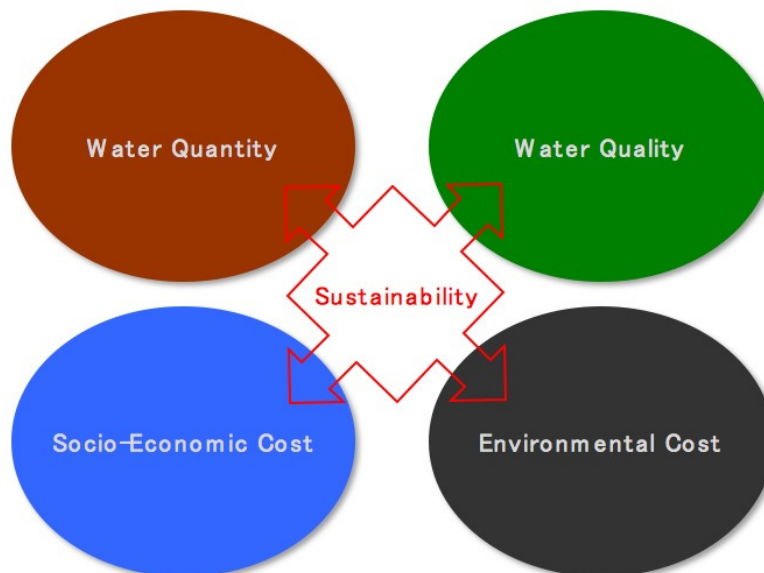 Water Quantity
Water Quality
Sustainability
Socio-Economic Cost
Environmental Cost